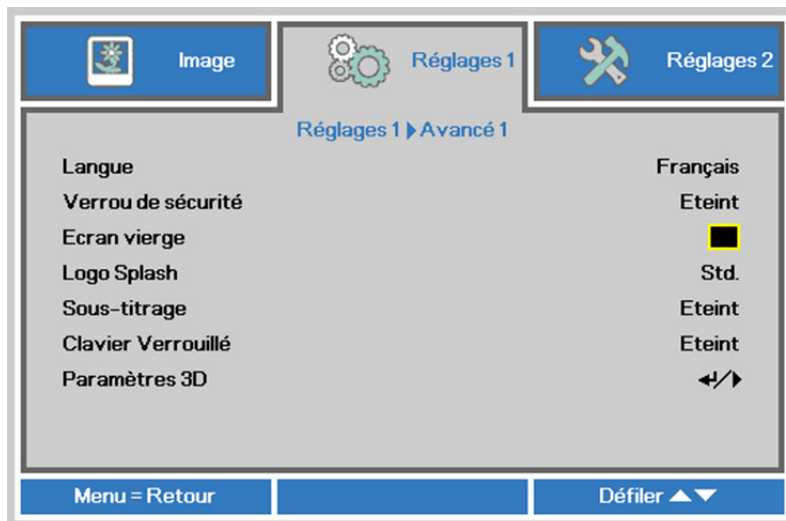 Image
Réglages 1
Réglages 2
Réglages 1 ▶ Avancé 1
Langue Français
Verrou de sécurité Eteint
Ecran vierge
Logo Splash Std.
Sous-titrage Eteint
Clavier Verrouillé Eteint
Paramètres 3D ↵/▶
Menu = Retour
Défiler ▲▼